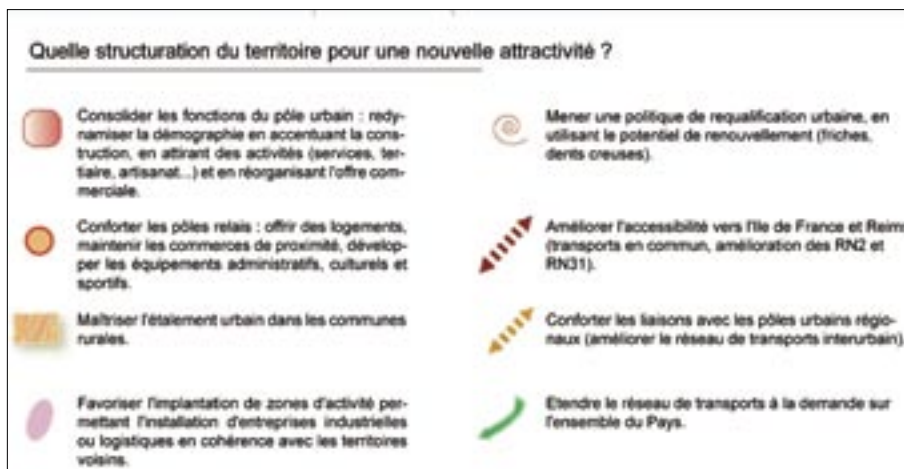 Quelle structuration du territoire pour une nouvelle attractivité ?
Consolider les fonctions du pôle urbain : redy-
namiser la démographie en accentuant la cons-
truction, en attirant des activités (services, ter-
tiaire, artisanat...) et en réorganisant l'offre com-
merciale.
Conforter les pôles relais : offrir des logements,
maintenir les commerces de proximité, dévelop-
per les équipements administratifs, culturels et
sportifs.
Maîtriser l'étalement urbain dans les communes
rurales.
Favoriser l'implantation de zones d'activité per-
mettant l'installation d'entreprises industrielles
ou logistiques en cohérence avec les territoires
voisins.
Mener une politique de requalification urbaine, en
utilisant le potentiel de renouvellement (friches,
dents creuses).
Améliorer l'accessibilité vers l'Ile de France et Reims
(transports en commun, amélioration des RN2 et
RN31).
Conforter les liaisons avec les pôles urbains régio-
naux (améliorer le réseau de transports interurbain).
Etendre le réseau de transports à la demande sur
l'ensemble du Pays.